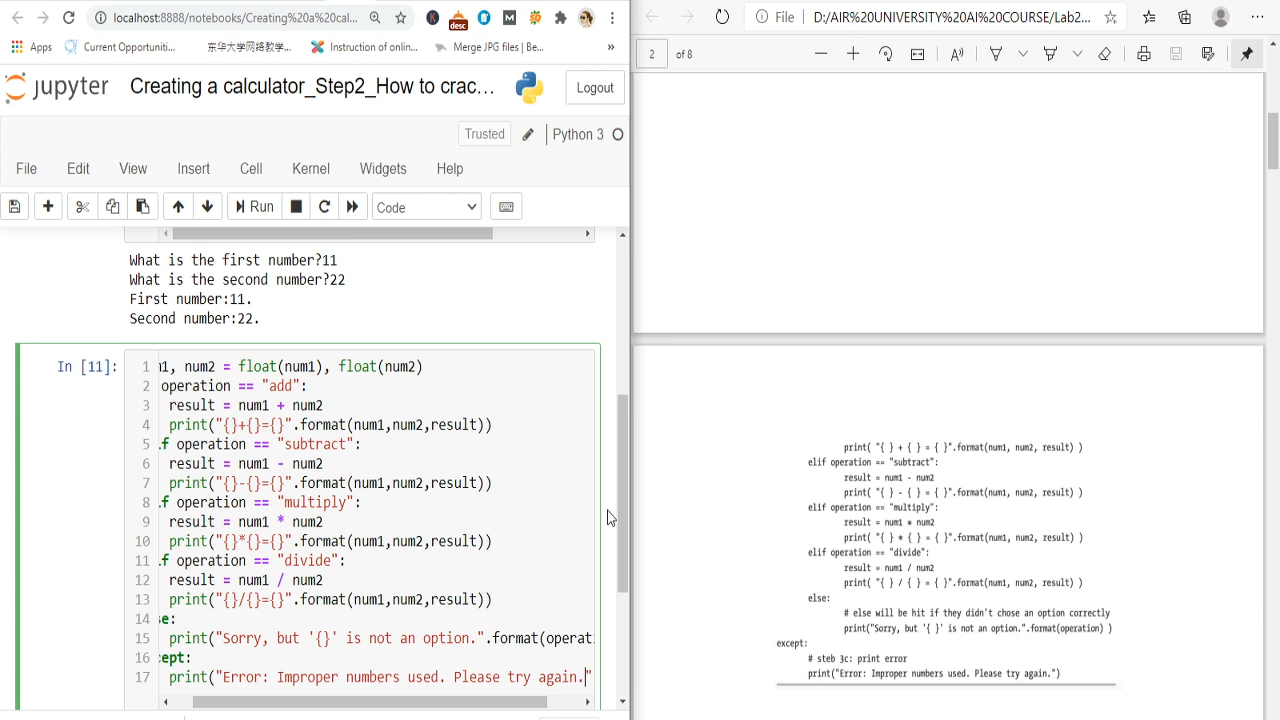 localhost:8888/notebooks/Creating%20a%20cal...
desc
Apps
Current Opportuniti...
东华大学网络教学...
Instruction of onlin...
Merge JPG files | Be...
»
jupyter
Creating a calculator_Step2_How to crac...
Logout
Trusted
Python 3
File Edit View Insert Cell Kernel Widgets Help
Run
Code
What is the first number?11
What is the second number?22
First number:11.
Second number:22.
In [11]:
1 1, num2 = float(num1), float(num2)
2 operation == "add":
3 result = num1 + num2
4 print("{}+{}={}".format(num1,num2,result))
5 f operation == "subtract":
6 result = num1 - num2
7 print("{}-{}={}".format(num1,num2,result))
8 f operation == "multiply":
9 result = num1 * num2
10 print("{}*{}={}".format(num1,num2,result))
11 f operation == "divide":
12 result = num1 / num2
13 print("{}/{}={}".format(num1,num2,result))
14 e:
15 print("Sorry, but '{}' is not an option.".format(operat
16 ept:
17 print("Error: Improper numbers used. Please try again."
File D:/AIR%20UNIVERSITY%20AI%20COURSE/Lab2...
2 of 8
print( "{ } + { } = { }".format(num1, num2, result) )
elif operation == "subtract":
result = num1 - num2
print( "{ } - { } = { }".format(num1, num2, result) )
elif operation == "multiply":
result = num1 * num2
print( "{ } * { } = { }".format(num1, num2, result) )
elif operation == "divide":
result = num1 / num2
print( "{ } / { } = { }".format(num1, num2, result) )
else:
# else will be hit if they didn't chose an option correctly
print("Sorry, but '{ }' is not an option.".format(operation) )
except:
# steb 3c: print error
print("Error: Improper numbers used. Please try again.")